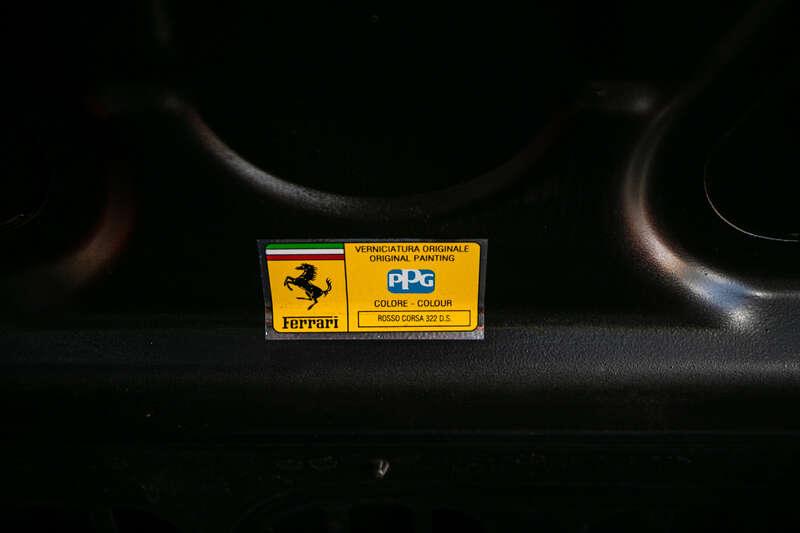 Ferrari
VERNICIATURA ORIGINALE
ORIGINAL PAINTING
PPG
COLORE - COLOUR
ROSSO CORSA 322 D.S.